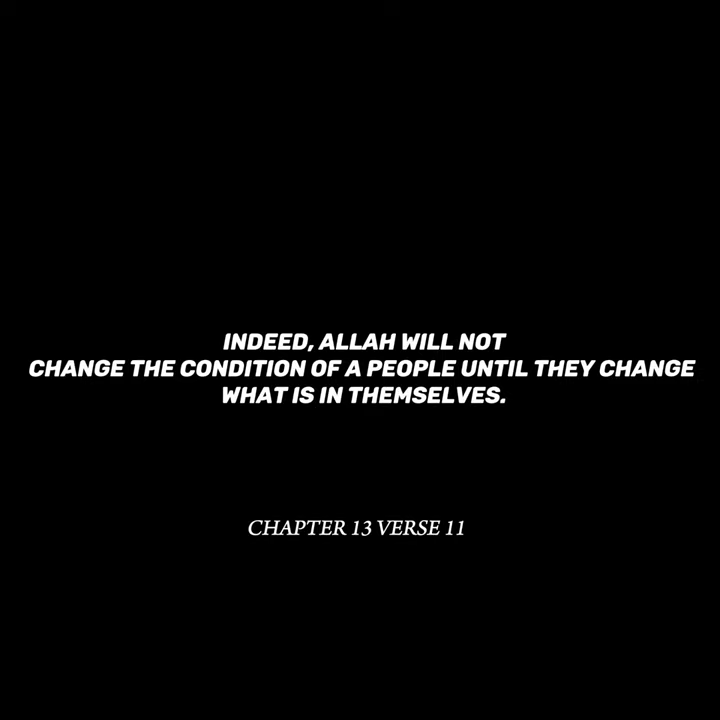 INDEED, ALLAH WILL NOT
CHANGE THE CONDITION OF A PEOPLE UNTIL THEY CHANGE
WHAT IS IN THEMSELVES.
CHAPTER 13 VERSE 11